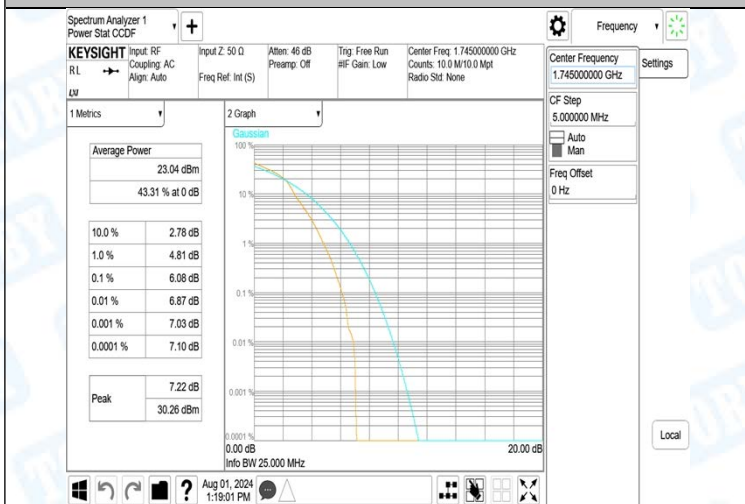 Spectrum Analyzer 1
Power Stat CCDF
Frequency
KEYSIGHT
RL
LXI
Input: RF
Coupling: AC
Align: Auto
Input Z: 50 Ω
Freq Ref: Int (S)
Atten: 46 dB
Preamp: Off
Trig: Free Run
#IF Gain: Low
Center Freq: 1.745000000 GHz
Counts: 10.0 M/10.0 Mpt
Radio Std: None
Center Frequency
1.745000000 GHz
Settings
CF Step
5.000000 MHz
Auto
Man
Freq Offset
0 Hz
1 Metrics
Average Power
23.04 dBm
43.31 % at 0 dB
10.0 % 2.78 dB
1.0 % 4.81 dB
0.1 % 6.08 dB
0.01 % 6.87 dB
0.001 % 7.03 dB
0.0001 % 7.10 dB
Peak 7.22 dB
30.26 dBm
2 Graph
Gaussian
100 %
10 %
1 %
0.1 %
0.01 %
0.001 %
0.0001 %
0.00 dB 20.00 dB
Info BW 25.000 MHz
Local
?
Aug 01, 2024
1:19:01 PM